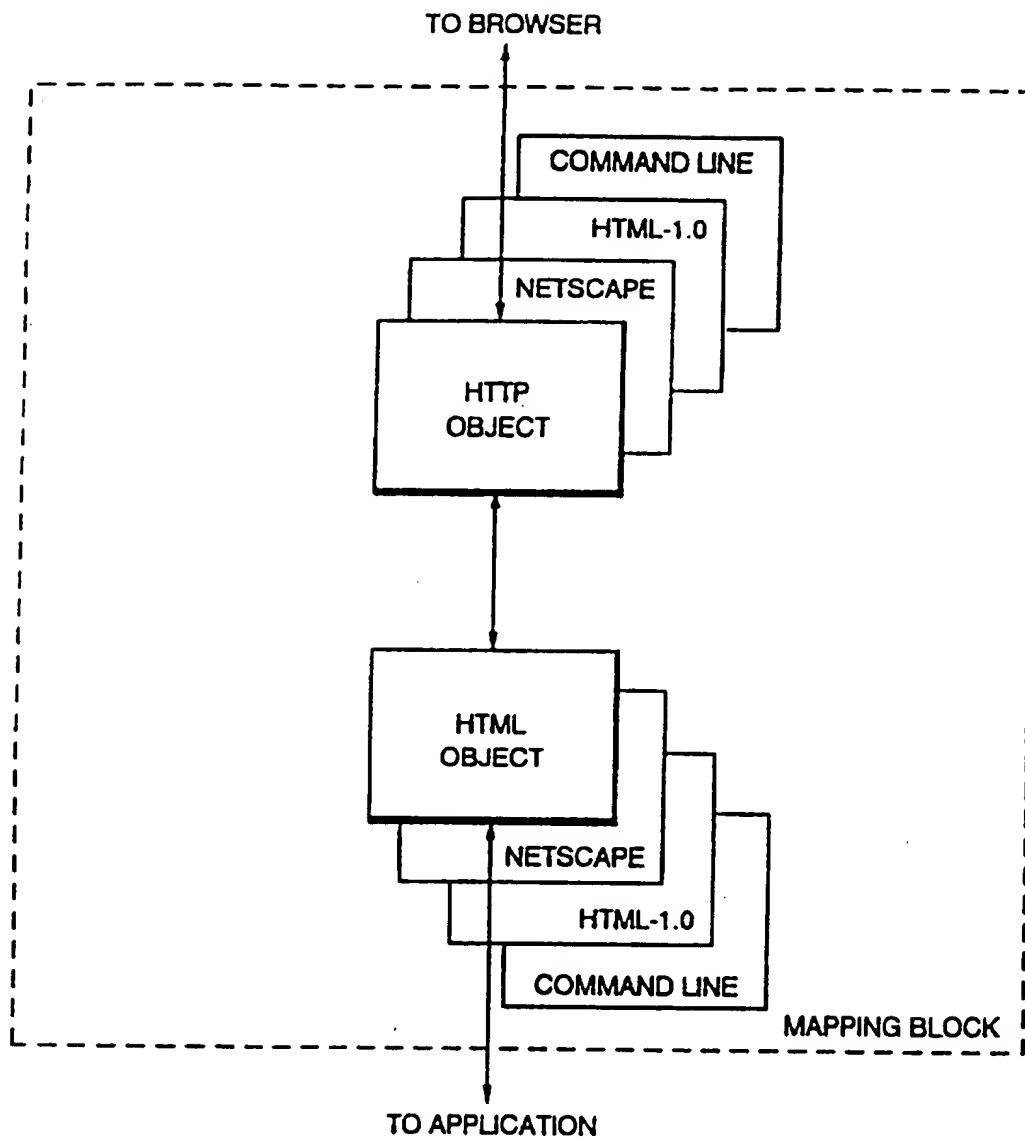 TO BROWSER
COMMAND LINE
HTML-1.0
NETSCAPE
HTTP
OBJECT
HTML
OBJECT
NETSCAPE
HTML-1.0
COMMAND LINE
MAPPING BLOCK
TO APPLICATION